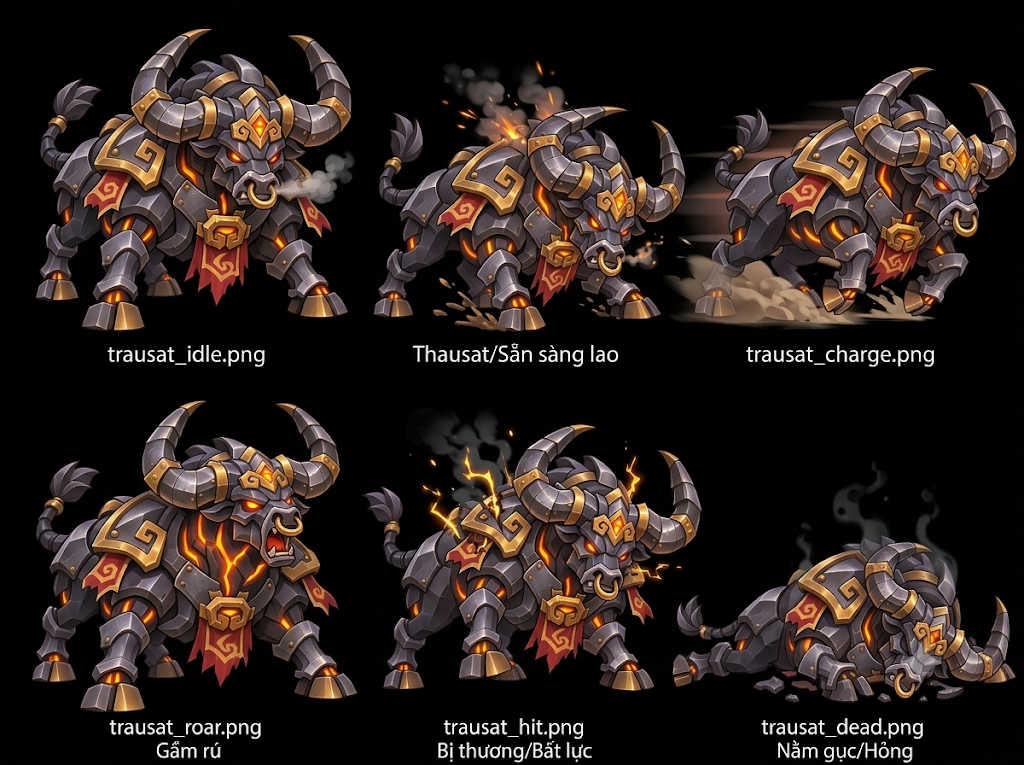 trausat_idle.png
Thausat/Sẵn sàng lao
trausat_charge.png
trausat_roar.png
Gầm rú
trausat_hit.png
Bị thương/Bất lực
trausat_dead.png
Nằm gục/Hỏng